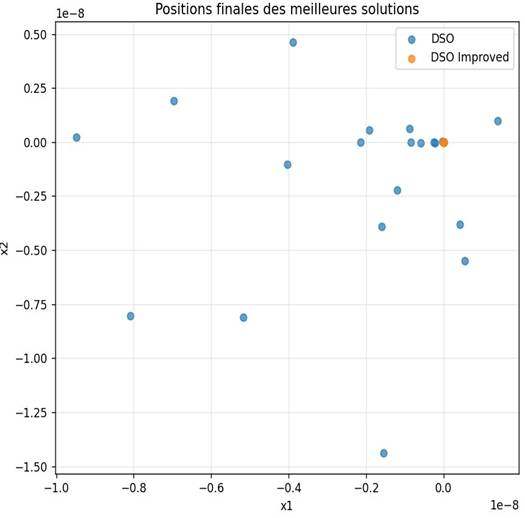 Positions finales des meilleures solutions
1e−8
DSO
DSO Improved
0.50
0.25
0.00
−0.25
−0.50
−0.75
−1.00
−1.25
−1.50
x2
−1.0 −0.8 −0.6 −0.4 −0.2 0.0
x1
1e−8